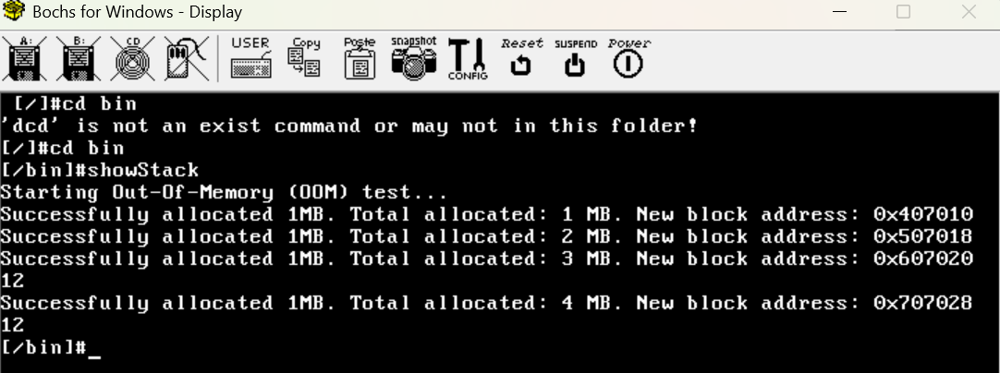 Bochs for Windows - Display
A: B: CD USER Copy Paste snapshot CONFIG Reset SUSPEND Power
[/]#cd bin
'dcd' is not an exist command or may not in this folder!
[/]#cd bin
[/bin]#showStack
Starting Out-Of-Memory (OOM) test...
Successfully allocated 1MB. Total allocated: 1 MB. New block address: 0x407010
Successfully allocated 1MB. Total allocated: 2 MB. New block address: 0x507018
Successfully allocated 1MB. Total allocated: 3 MB. New block address: 0x607020
12
Successfully allocated 1MB. Total allocated: 4 MB. New block address: 0x707028
12
[/bin]#_